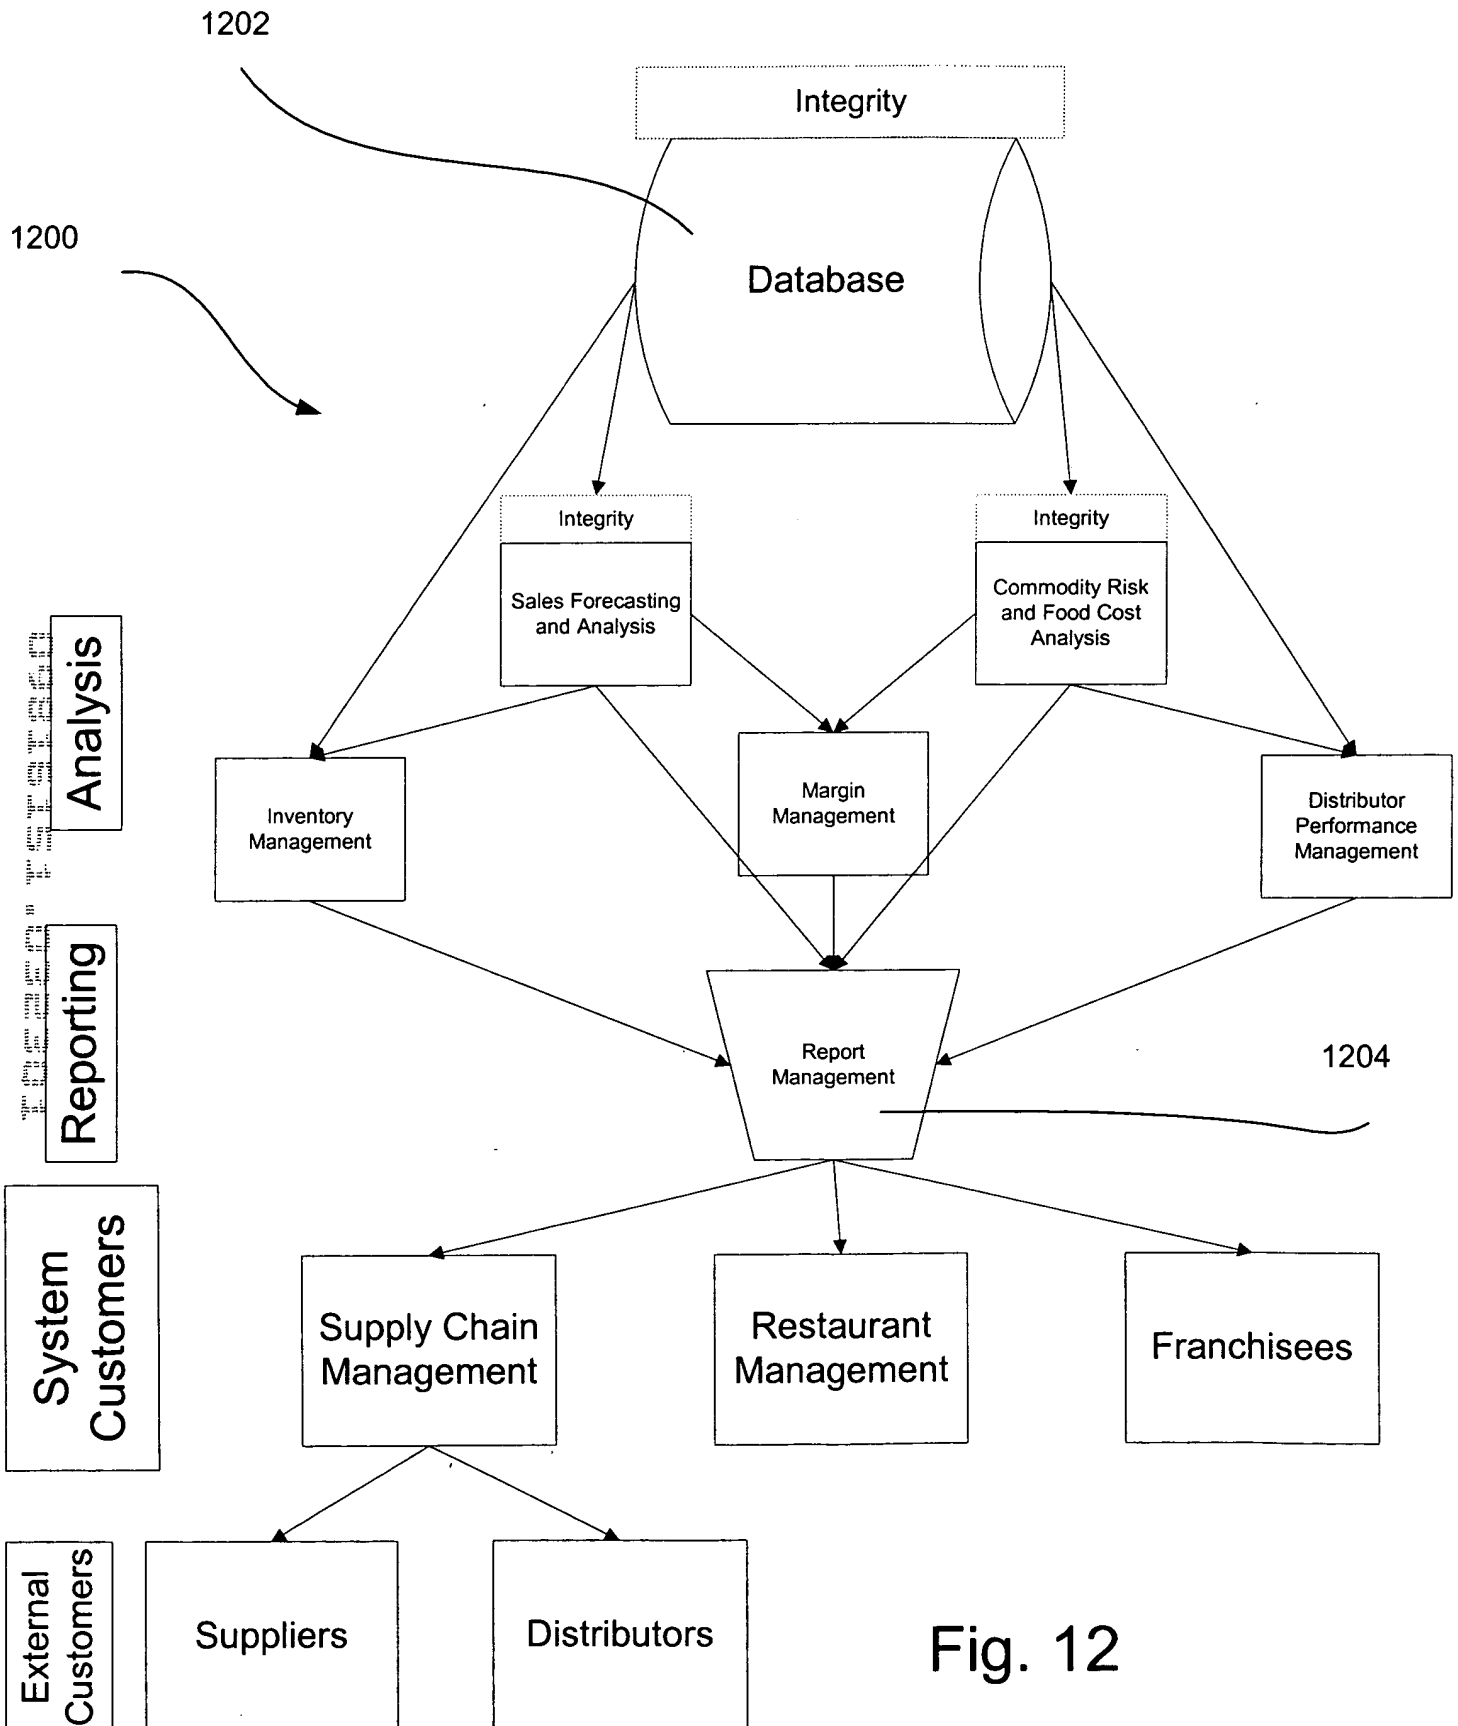 1202
Integrity
1200
Database
Integrity
Integrity
Sales Forecasting
and Analysis
Commodity Risk
and Food Cost
Analysis
Analysis
Inventory
Management
Margin
Management
Distributor
Performance
Management
Reporting
Report
Management
1204
System
Customers
Supply Chain
Management
Restaurant
Management
Franchisees
External
Customers
Suppliers
Distributors
Fig. 12